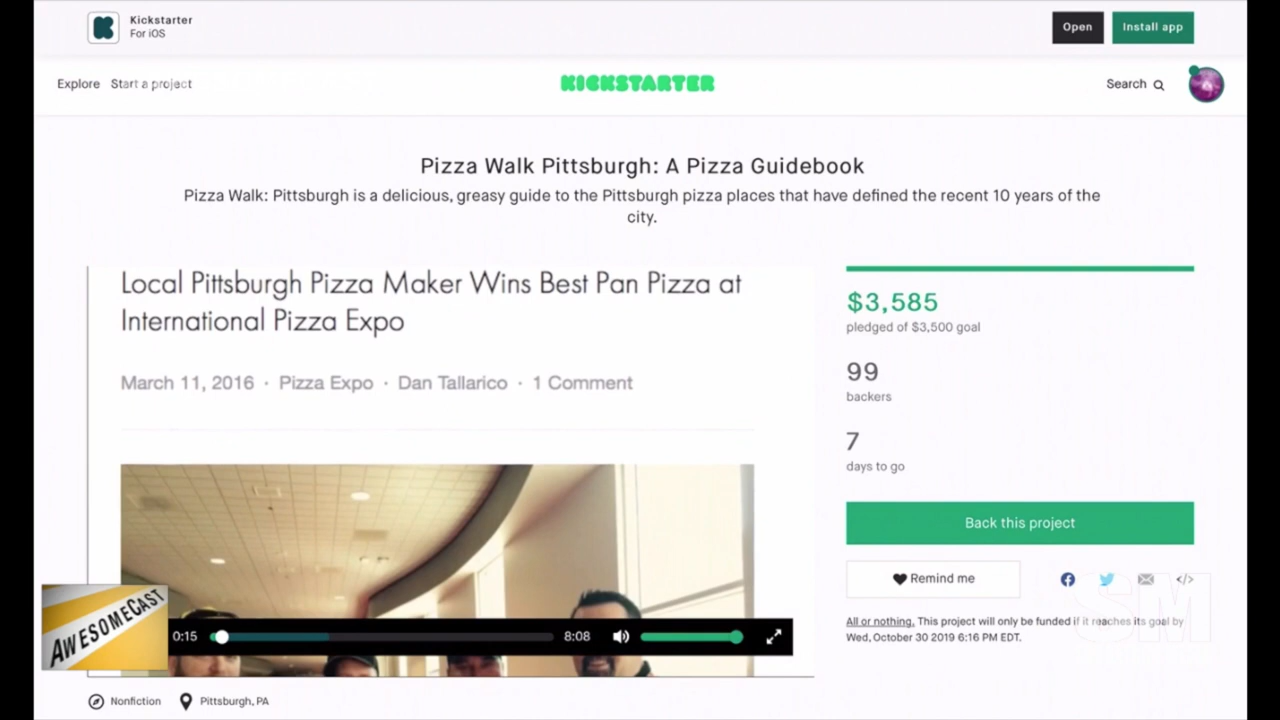 Kickstarter
For iOS
Open
Install app
Explore
Start a project
KICKSTARTER
Search
Pizza Walk Pittsburgh: A Pizza Guidebook
Pizza Walk: Pittsburgh is a delicious, greasy guide to the Pittsburgh pizza places that have defined the recent 10 years of the
city.
Local Pittsburgh Pizza Maker Wins Best Pan Pizza at
International Pizza Expo
March 11, 2016 · Pizza Expo · Dan Tallarico · 1 Comment
$3,585
pledged of $3,500 goal
99
backers
7
days to go
Back this project
Remind me
</>
All or nothing. This project will only be funded if it reaches its goal by
Wed, October 30 2019 6:16 PM EDT.
SM
AWESOMECAST
0:15
8:08
Nonfiction
Pittsburgh, PA